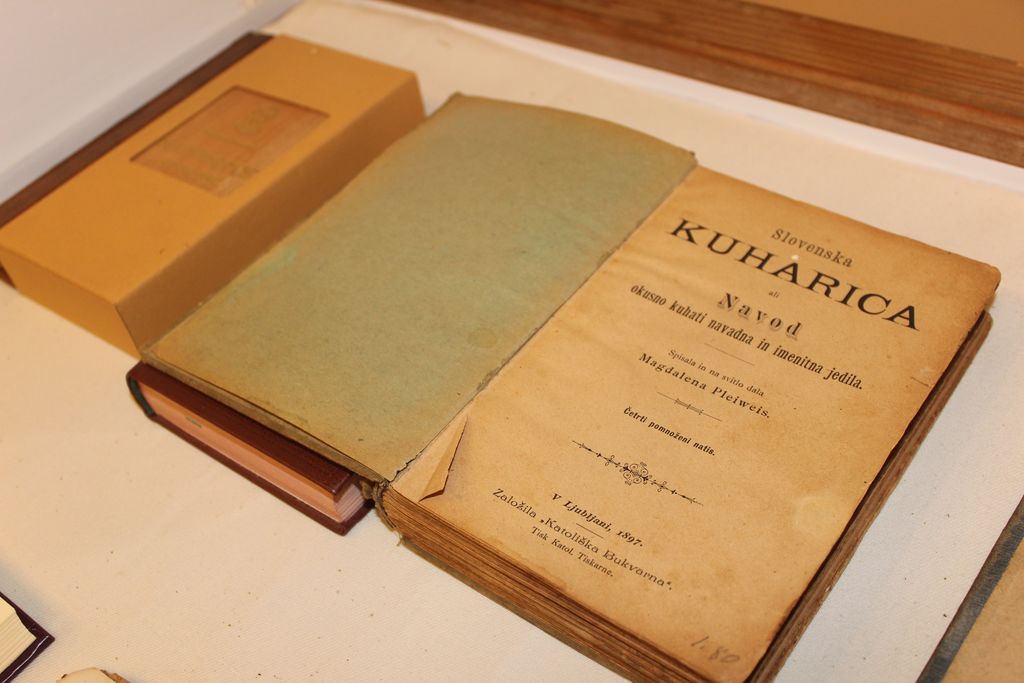 Slovenska
KUHARICA
ali
Navod
okusno kuhati navadna in imenitna jedila.
Spisala in na svitlo dala
Magdalena Pleiweis.
Četrti pomnoženi natis.
V Ljubljani, 1897.
Založila „Katoliška Bukvarna“.
Tisk Katol. Tiskarne.
1.80